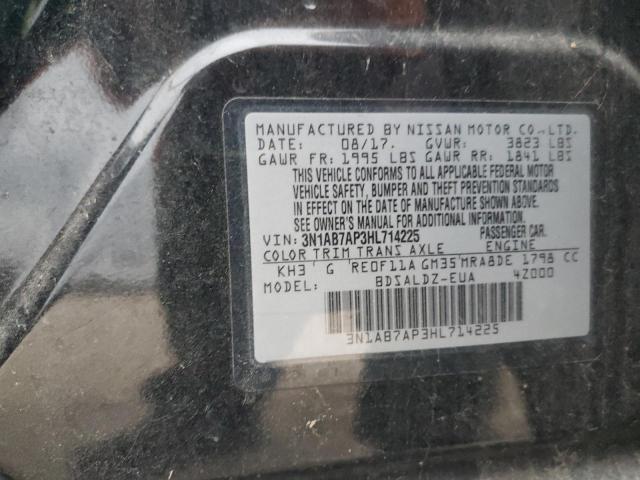 MANUFACTURED BY NISSAN MOTOR CO.,LTD.
DATE: 08/17. GVWR: 3823 LBS
GAWR FR: 1995 LBS GAWR RR: 1841 LBS
THIS VEHICLE CONFORMS TO ALL APPLICABLE FEDERAL MOTOR
VEHICLE SAFETY, BUMPER AND THEFT PREVENTION STANDARDS
IN EFFECT ON THE DATE OF MANUFACTURE SHOWN ABOVE.
SEE OWNER'S MANUAL FOR ADDITIONAL INFORMATION.
VIN: 3N1AB7AP3HL714225 PASSENGER CAR.
COLOR TRIM TRANS AXLE ENGINE
KH3 G RE0F11A GM35 MRA8DE 1798 CC
MODEL: BDSALDZ-EUA 4Z000
3N1AB7AP3HL714225